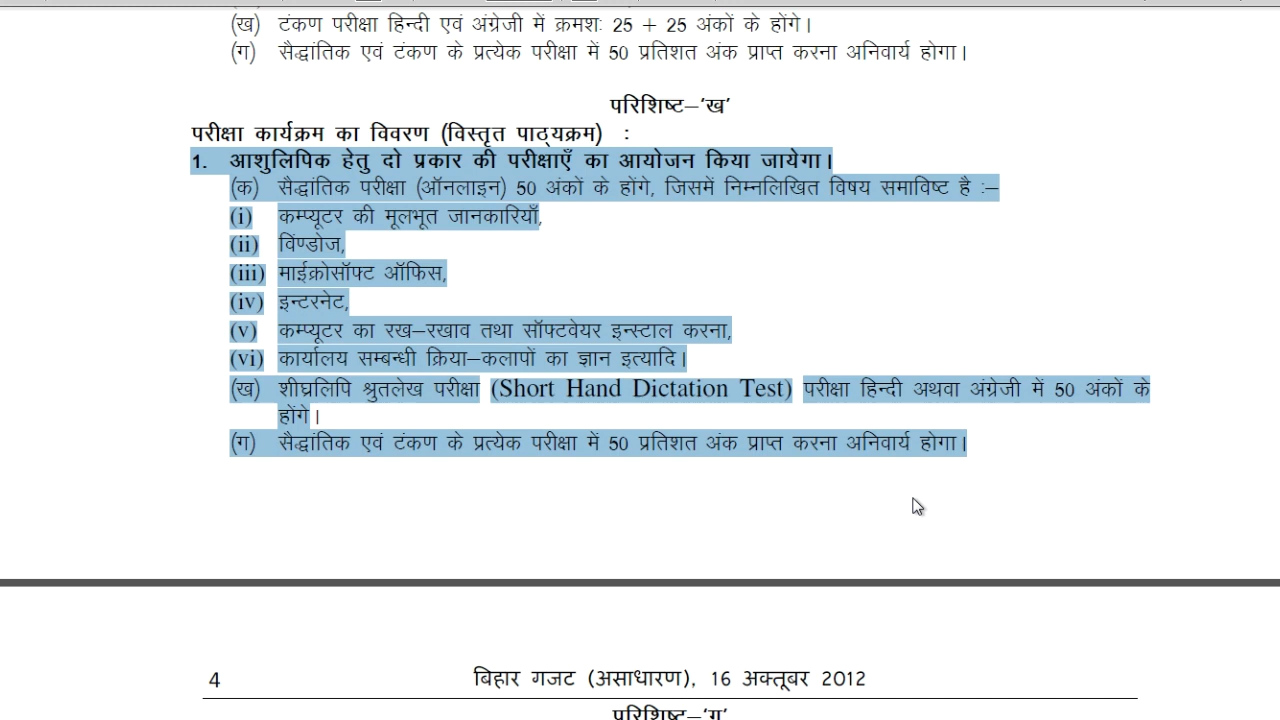 (ख) टंकण परीक्षा हिन्दी एवं अंग्रेजी में क्रमशः 25 + 25 अंकों के होंगे।
(ग) सैद्धांतिक एवं टंकण के प्रत्येक परीक्षा में 50 प्रतिशत अंक प्राप्त करना अनिवार्य होगा।
परिशिष्ट–‘ख’
परीक्षा कार्यक्रम का विवरण (विस्तृत पाठ्यक्रम) :
1. आशुलिपिक हेतु दो प्रकार की परीक्षाएँ का आयोजन किया जायेगा।
(क) सैद्धांतिक परीक्षा (ऑनलाइन) 50 अंकों के होंगे, जिसमें निम्नलिखित विषय समाविष्ट है :–
(i) कम्प्यूटर की मूलभूत जानकारियाँ,
(ii) विंण्डोज,
(iii) माईक्रोसॉफ्ट ऑफिस,
(iv) इन्टरनेट,
(v) कम्प्यूटर का रख–रखाव तथा सॉफ्टवेयर इन्स्टाल करना,
(vi) कार्यालय सम्बन्धी क्रिया–कलापों का ज्ञान इत्यादि।
(ख) शीघ्रलिपि श्रुतलेख परीक्षा (Short Hand Dictation Test) परीक्षा हिन्दी अथवा अंग्रेजी में 50 अंकों के
होंगे।
(ग) सैद्धांतिक एवं टंकण के प्रत्येक परीक्षा में 50 प्रतिशत अंक प्राप्त करना अनिवार्य होगा।
4 बिहार गजट (असाधारण), 16 अक्तूबर 2012
परिशिष्ट–‘ग’